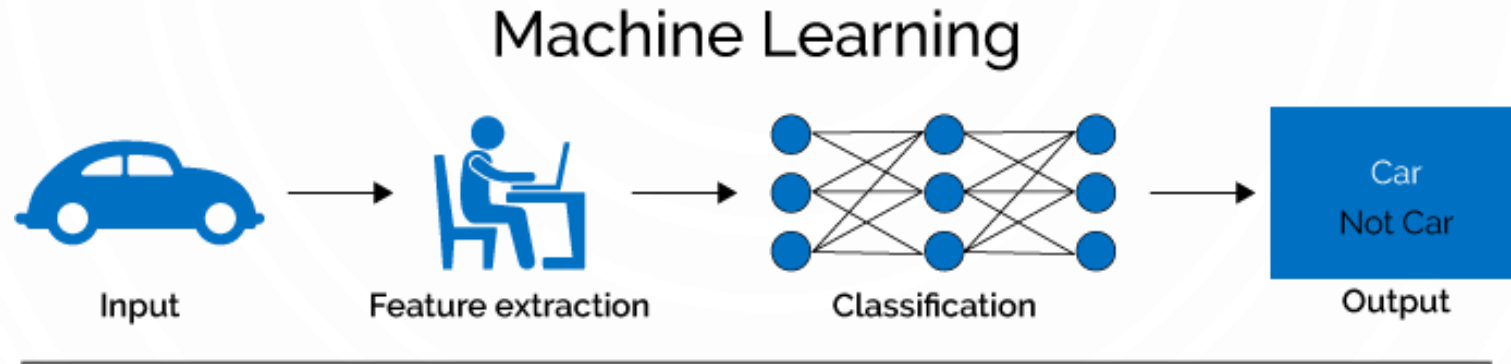 Machine Learning
Car
Not Car
Input
Feature extraction
Classification
Output